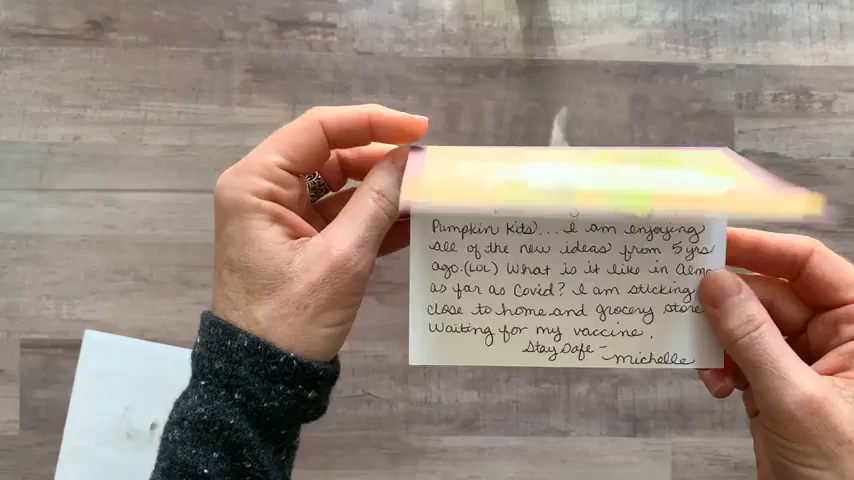 Pumpkin Kits... I am enjoying
all of the new ideas from 5 yrs
ago. (LOL) What is it like in
as far as Covid? I am sticking
close to home and grocery store
Waiting for my vaccine.
Stay Safe -
Michelle